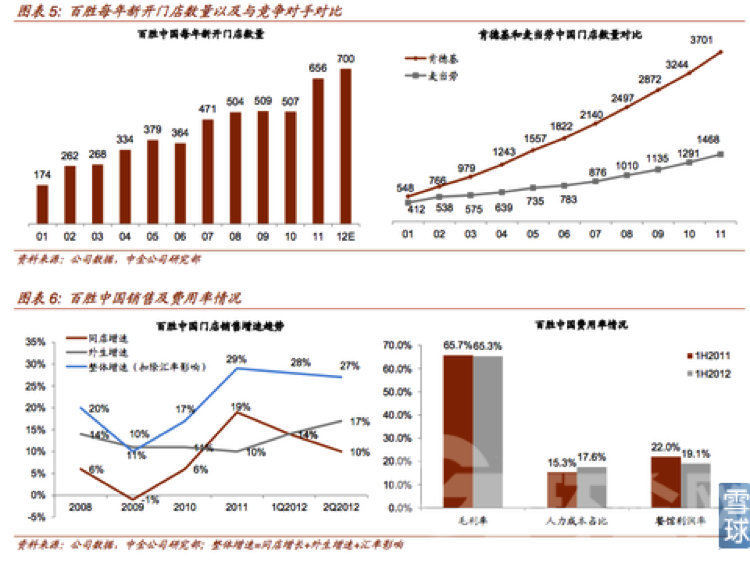 图表 5：百胜每年新开门店数量以及与竞争对手对比
百胜中国每年新开门店数量
174 262 268 334 379 364 471 504 509 507 656 700
01 02 03 04 05 06 07 08 09 10 11 12E
肯德基和麦当劳中国门店数量对比
肯德基
麦当劳
548 766 979 1243 1557 1822 2140 2497 2872 3244 3701
412 538 575 639 735 783 876 1010 1135 1291 1468
01 02 03 04 05 06 07 08 09 10 11
资料来源：公司数据，中金公司研究部
图表 6：百胜中国销售及费用率情况
百胜中国门店销售增速趋势
同店增速
外生增速
整体增速（扣除汇率影响）
35%
30%
25%
20%
15%
10%
5%
0%
-5%
20% 10% 17% 29% 28% 27%
14% 11% 11% 10% 14% 17%
6% -1% 6% 19% 10%
2008 2009 2010 2011 1Q2012 2Q2012
百胜中国费用率情况
1H2011
1H2012
70.0%
60.0%
50.0%
40.0%
30.0%
20.0%
10.0%
0.0%
65.7% 65.3%
15.3% 17.6%
22.0% 19.1%
毛利率 人力成本占比 餐馆利润率
资料来源：公司数据，中金公司研究部；整体增速=同店增长+外生增速+汇率影响
雪球